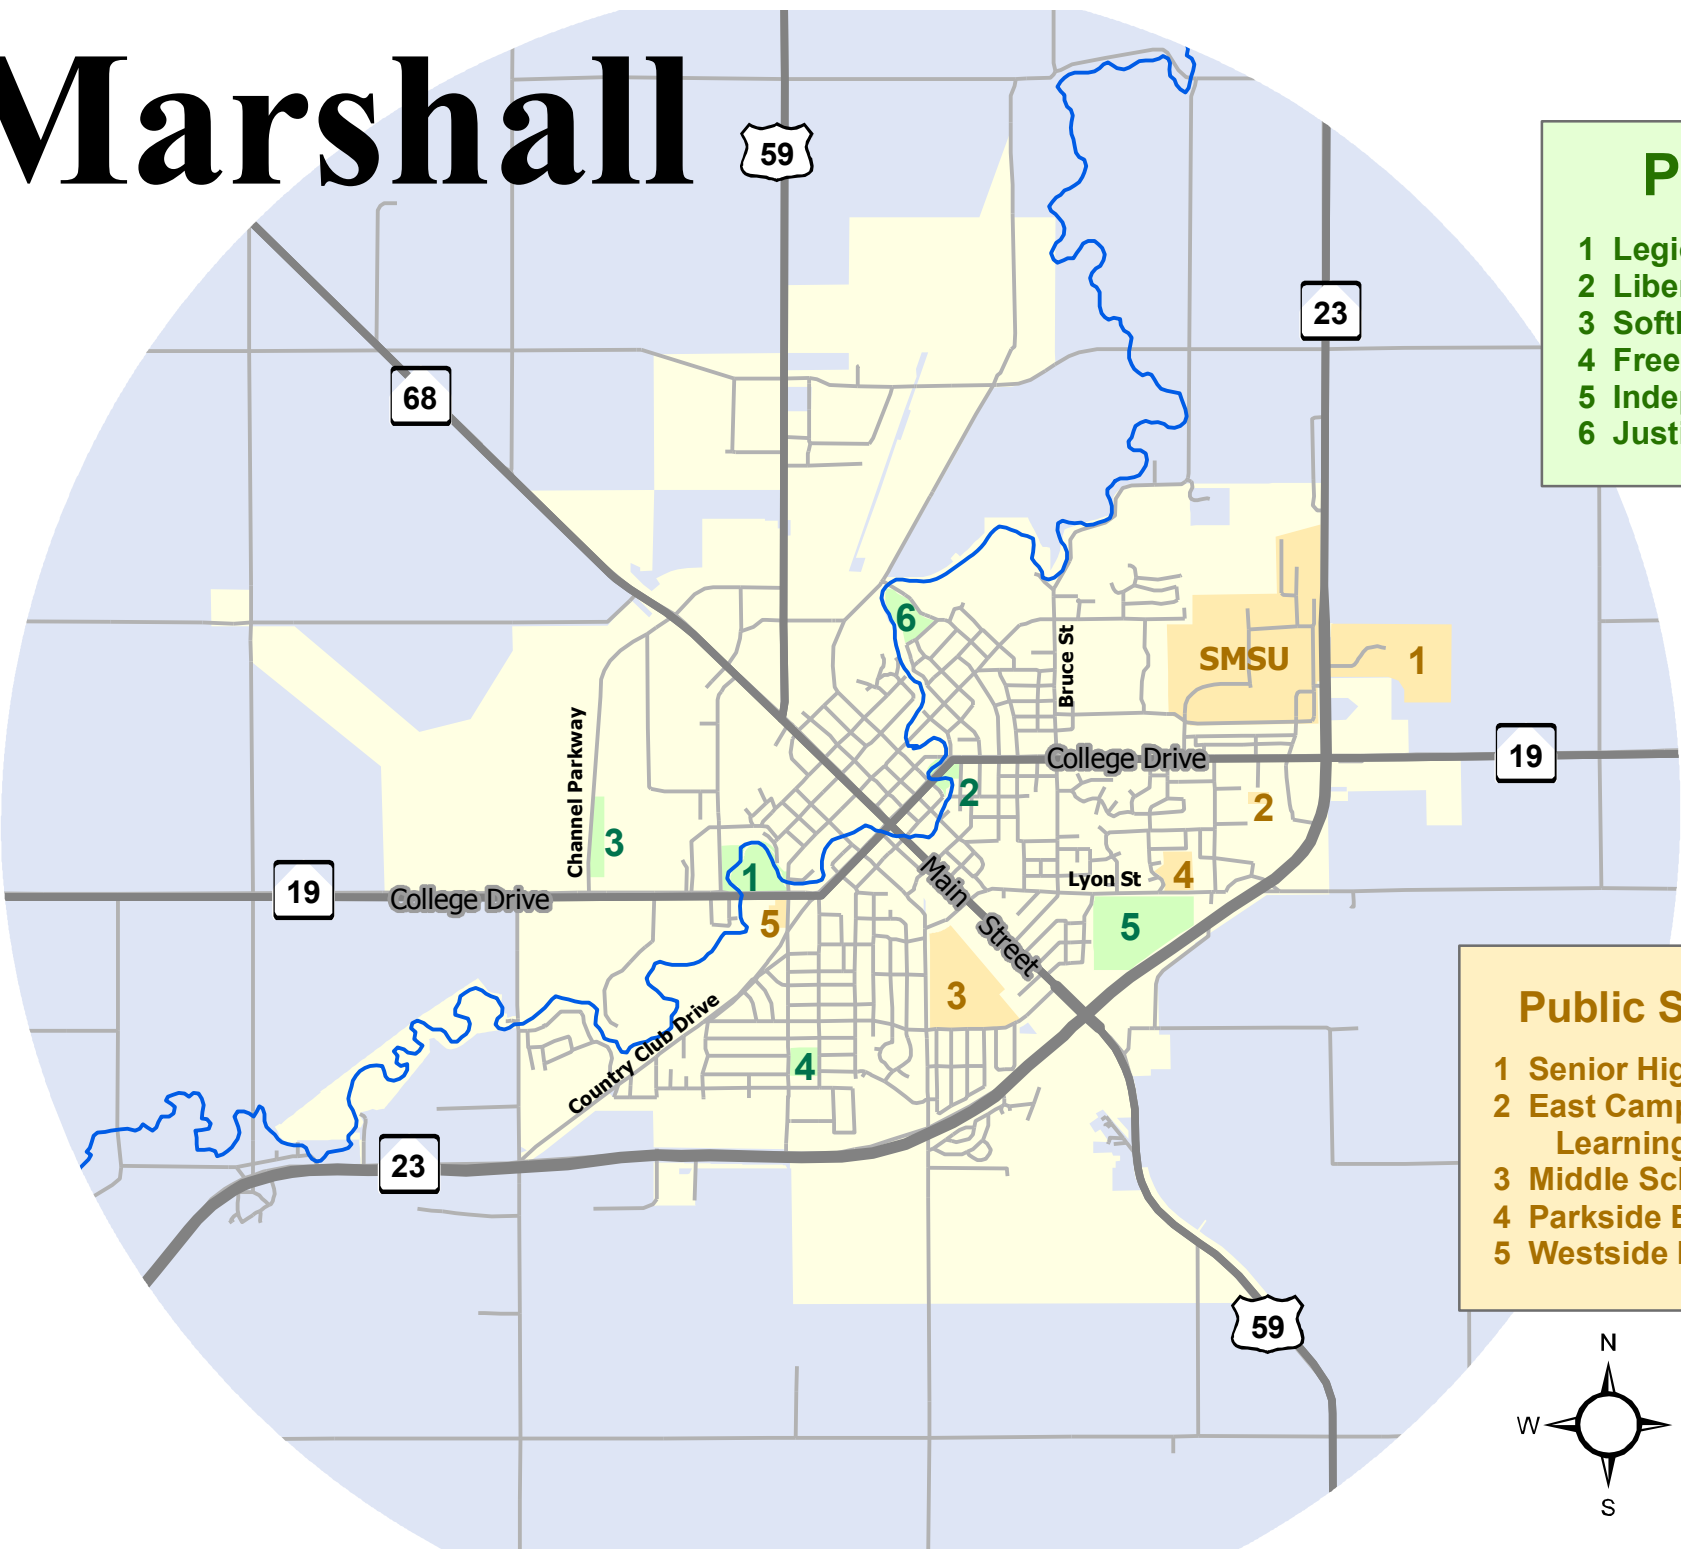 Marshall
59
23
68
6
Bruce St
SMSU
1
College Drive
19
2
2
Channel Parkway
3
19
College Drive
1
5
Main Street
Lyon St
4
5
3
Country Club Drive
4
23
59
1 Legi
2 Liber
3 Soft
4 Free
5 Inde
6 Justi
Public S
1 Senior Hig
2 East Camp
Learning
3 Middle Sc
4 Parkside E
5 Westside
N
W
S